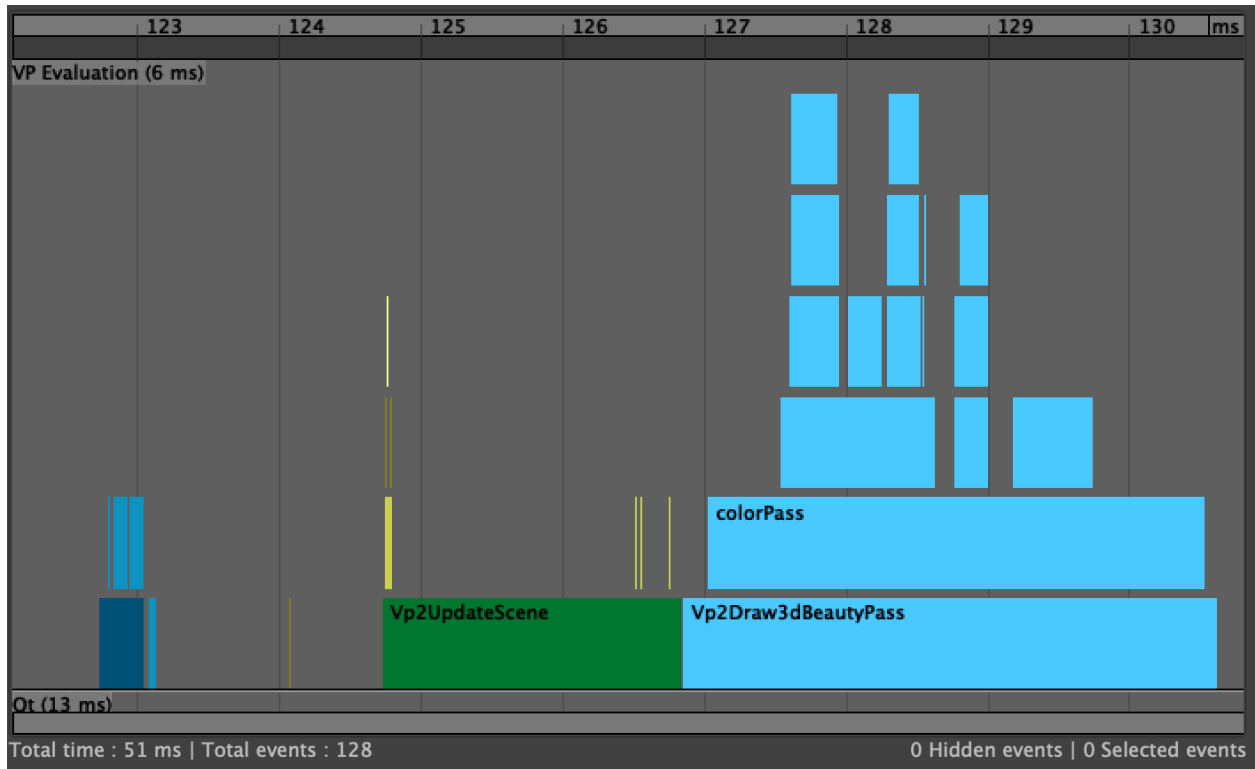 123 124 125 126 127 128 129 130 ms
VP Evaluation (6 ms)
colorPass
Vp2UpdateScene Vp2Draw3dBeautyPass
Qt (13 ms)
Total time : 51 ms | Total events : 128 0 Hidden events | 0 Selected events